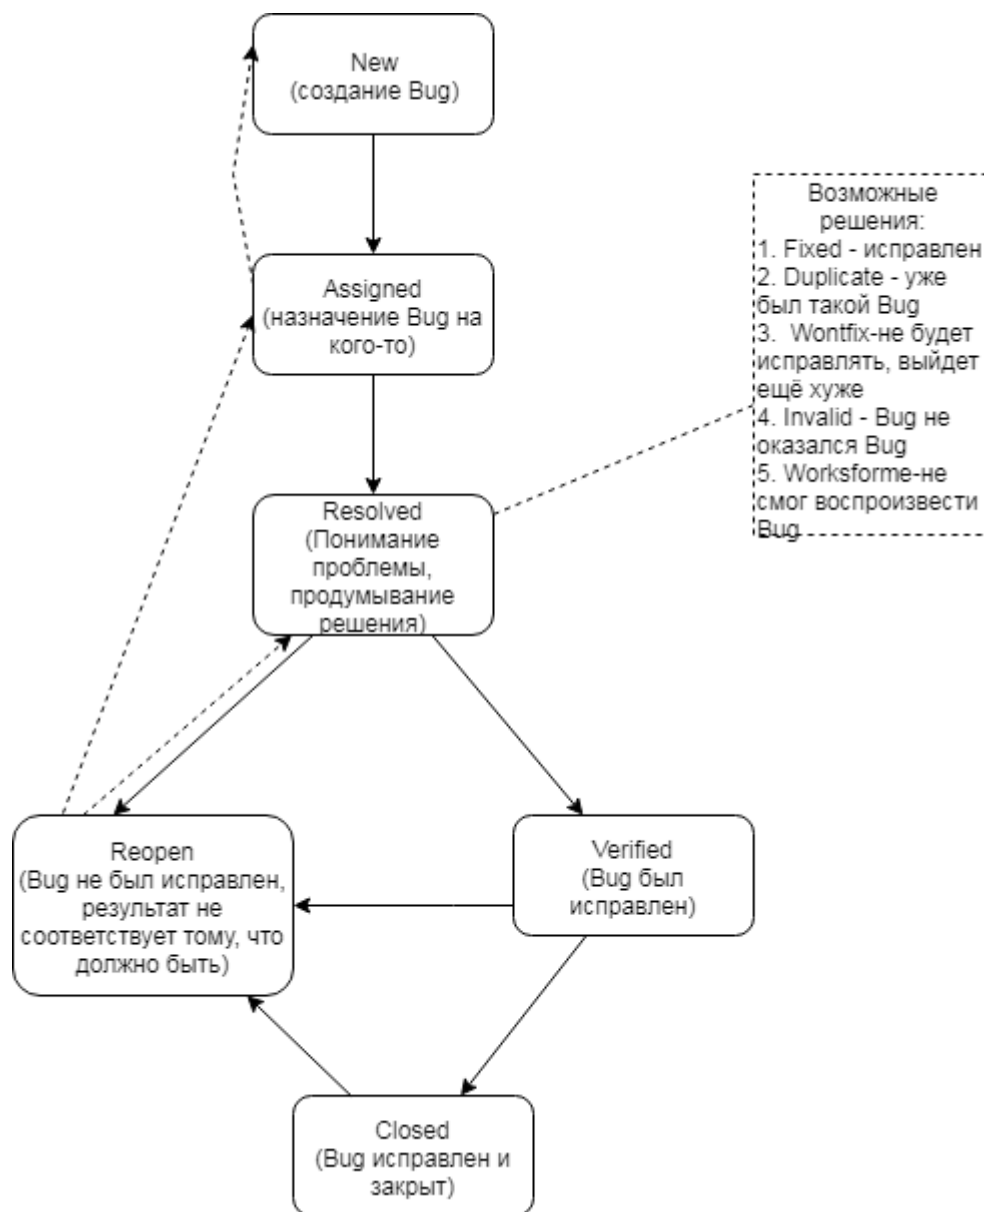 New
(создание Bug)
Assigned
(назначение Bug на
кого-то)
Возможные
решения:
1. Fixed - исправлен
2. Duplicate - уже
был такой Bug
3.  Wontfix-не будет
исправлять, выйдет
ещё хуже
4. Invalid - Bug не
оказался Bug
5. Worksforme-не
смог воспроизвести
Bug
Resolved
(Понимание
проблемы,
продумывание
решения)
Reopen
(Bug не был исправлен,
результат не
соответствует тому, что
должно быть)
Verified
(Bug был
исправлен)
Closed
(Bug исправлен и
закрыт)